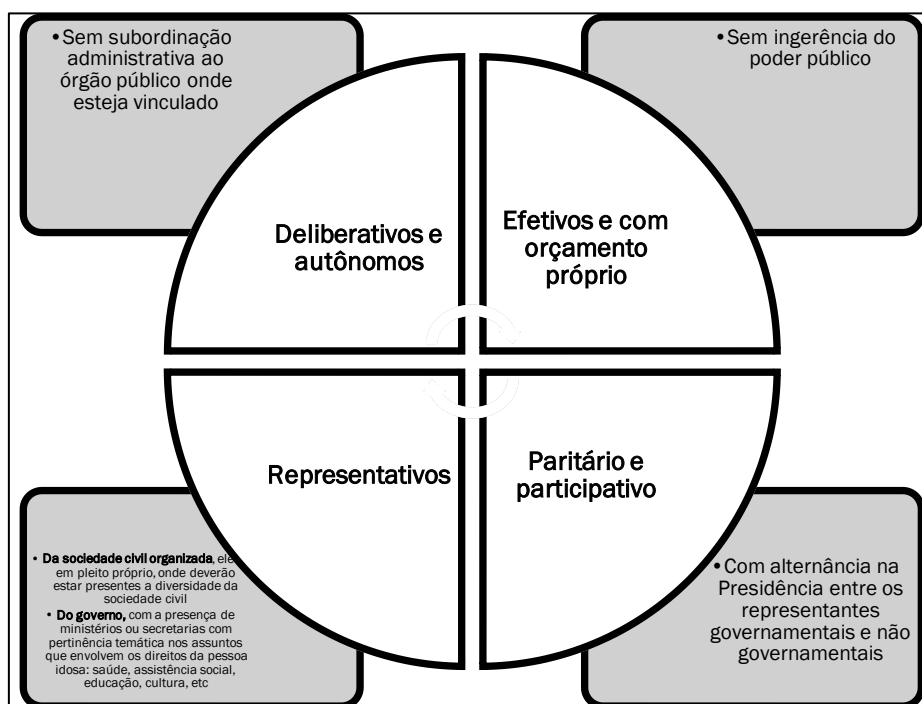 •Sem subordinação
administrativa ao
órgão público onde
esteja vinculado
•Sem ingerência do
poder público
Deliberativos e
autônomos
Efetivos e com
orçamento
próprio
Representativos
Paritário e
participativo
• Da sociedade civil organizada,
em pleito próprio, onde deverão
estar presentes a diversidade da
sociedade civil
• Do governo, com a presença de
ministérios ou secretarias com
pertinência temática nos assuntos
que envolvem os direitos da pessoa
idosa: saúde, assistência social,
educação, cultura, etc
•Com alternância na
Presidência entre os
representantes
governamentais e não
governamentais